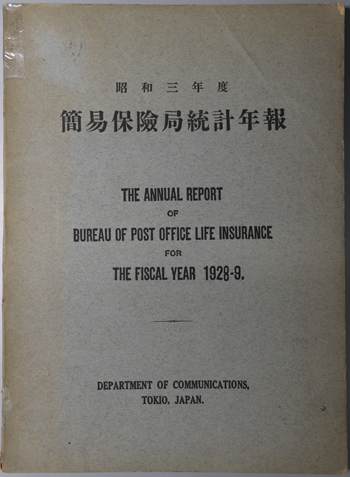 昭和三年度
簡易保險局統計年報
THE ANNUAL REPORT
OF
BUREAU OF POST OFFICE LIFE INSURANCE
FOR
THE FISCAL YEAR 1928-9.
DEPARTMENT OF COMMUNICATIONS,
TOKIO, JAPAN.